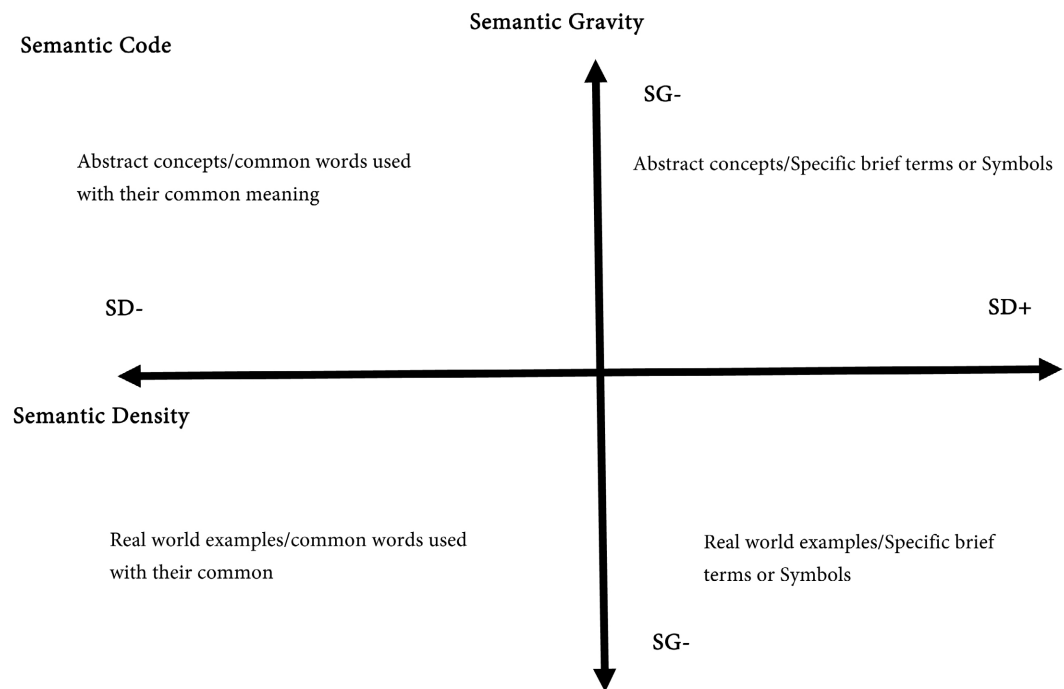 Semantic Gravity
Semantic Code
SG-
Abstract concepts/common words used
with their common meaning
Abstract concepts/Specific brief terms or Symbols
SD-
SD+
Semantic Density
Real world examples/common words used
with their common
Real world examples/Specific brief
terms or Symbols
SG-